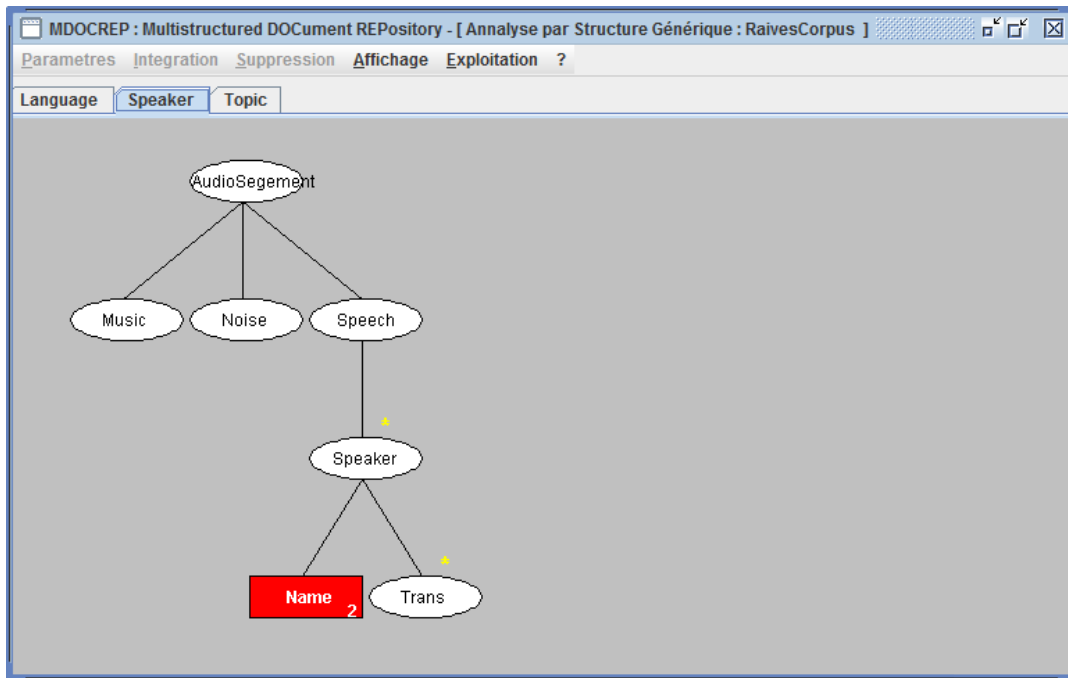 MDOCREP : Multistructured DOCument REPository - [ Annalyse par Structure Générique : RaivesCorpus ]
Parametres Integration Suppression Affichage Exploitation ?
Language Speaker Topic
AudioSegement
Music Noise Speech
*
Speaker
*
Name 2 Trans